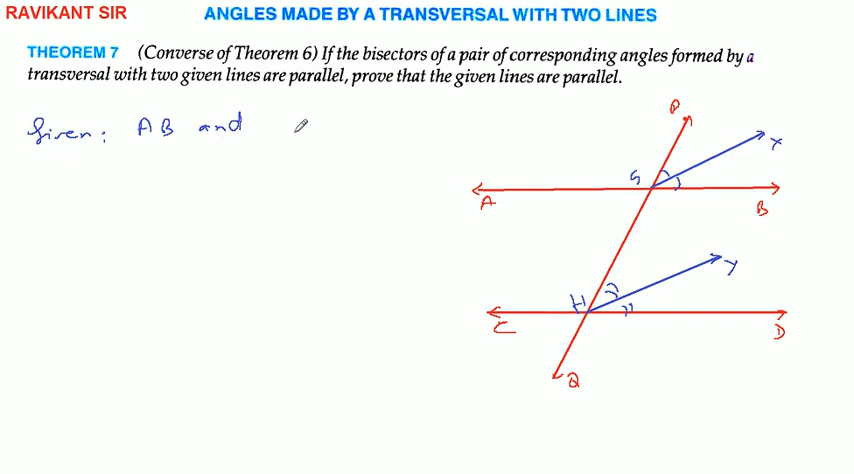 RAVIKANT SIR
ANGLES MADE BY A TRANSVERSAL WITH TWO LINES
THEOREM 7 (Converse of Theorem 6) If the bisectors of a pair of corresponding angles formed by a
transversal with two given lines are parallel, prove that the given lines are parallel.
Given: AB and
P
X
G
A
B
Y
H
C
D
Q